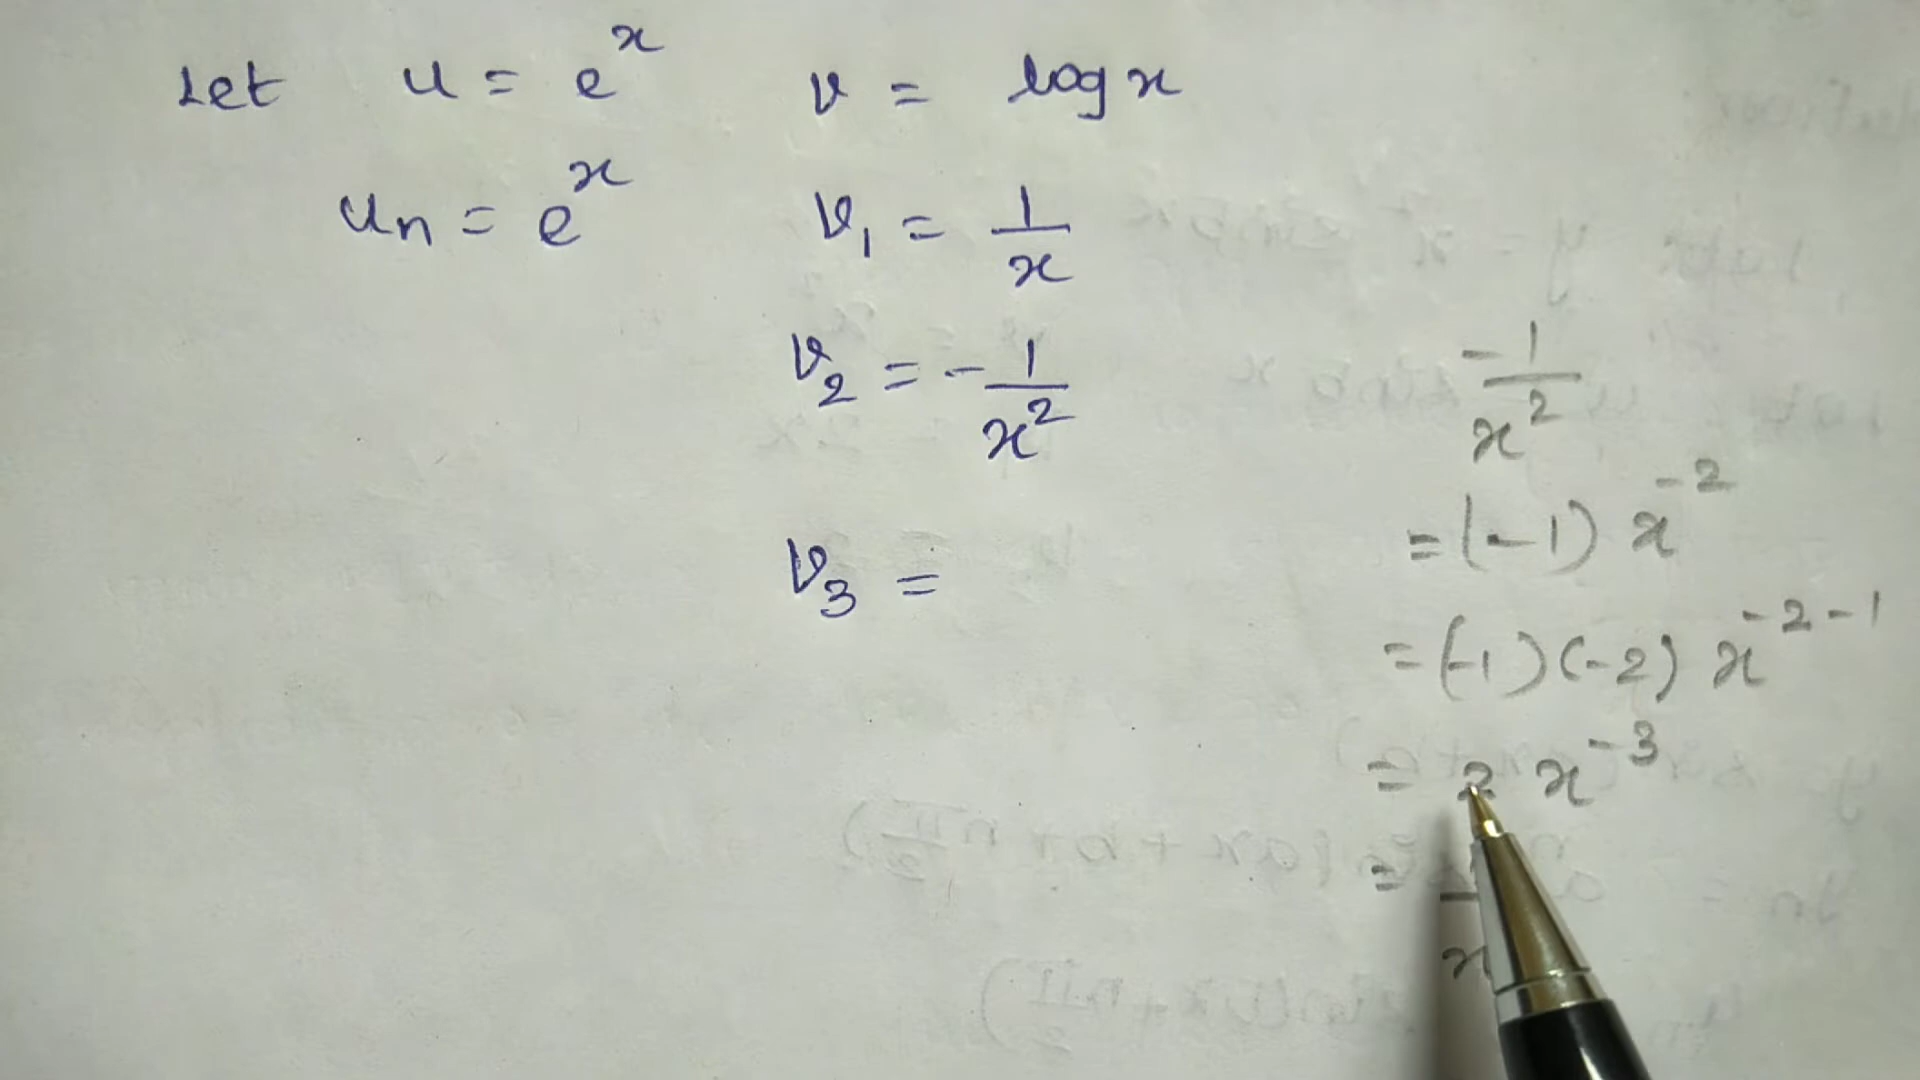 Let u = e^x v = log x
u_n = e^x v_1 = 1/x
v_2 = -1/x^2
v_3 =
-1/x^2
= (-1) x^-2
= (-1)(-2) x^-2-1
= 2 x^-3
=